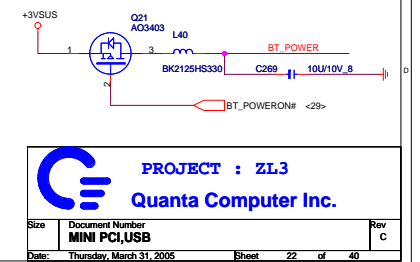 +3VSUS
Q21
AO3403
L40
1
3
BT_POWER
BK2125HS330
C269
10U/10V_8
2
D
BT_POWERON# <29>
PROJECT : ZL3
Quanta Computer Inc.
Size Document Number Rev
MINI PCI,USB C
Date: Thursday, March 31, 2005 Sheet 22 of 40